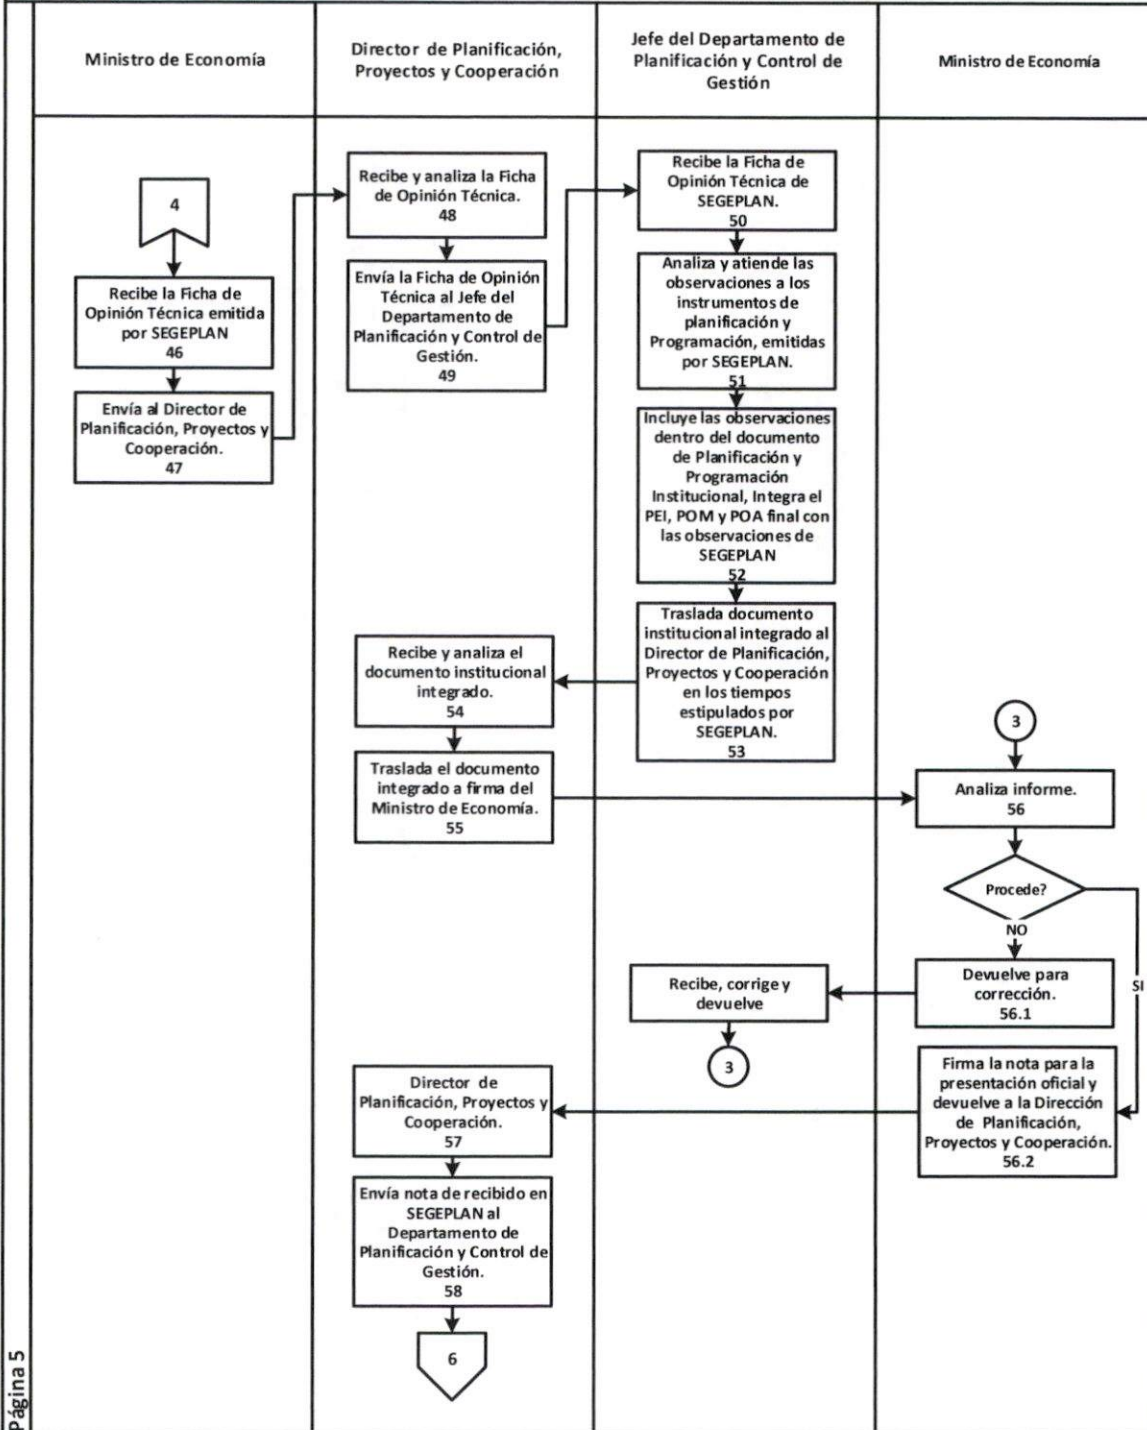 Ministro de Economía
Director de Planificación,
Proyectos y Cooperación
Jefe del Departamento de
Planificación y Control de
Gestión
Ministro de Economía
4
Recibe la Ficha de
Opinión Técnica emitida
por SEGEPLAN
46
Envía al Director de
Planificación, Proyectos y
Cooperación.
47
Recibe y analiza la Ficha
de Opinión Técnica.
48
Envía la Ficha de Opinión
Técnica al Jefe del
Departamento de
Planificación y Control de
Gestión.
49
Recibe la Ficha de
Opinión Técnica de
SEGEPLAN.
50
Analiza y atiende las
observaciones a los
instrumentos de
planificación y
Programación, emitidas
por SEGEPLAN.
51
Incluye las observaciones
dentro del documento
de Planificación y
Programación
Institucional, Integra el
PEI, POM y POA final con
las observaciones de
SEGEPLAN
52
Traslada documento
institucional integrado al
Director de Planificación,
Proyectos y Cooperación
en los tiempos
estipulados por
SEGEPLAN.
53
Recibe y analiza el
documento institucional
integrado.
54
Traslada el documento
integrado a firma del
Ministro de Economía.
55
3
Analiza informe.
56
Procede?
NO
SI
Devuelve para
corrección.
56.1
Recibe, corrige y
devuelve
3
Firma la nota para la
presentación oficial y
devuelve a la Dirección
de Planificación,
Proyectos y Cooperación.
56.2
Director de
Planificación, Proyectos y
Cooperación.
57
Envía nota de recibido en
SEGEPLAN al
Departamento de
Planificación y Control de
Gestión.
58
6
Página 5